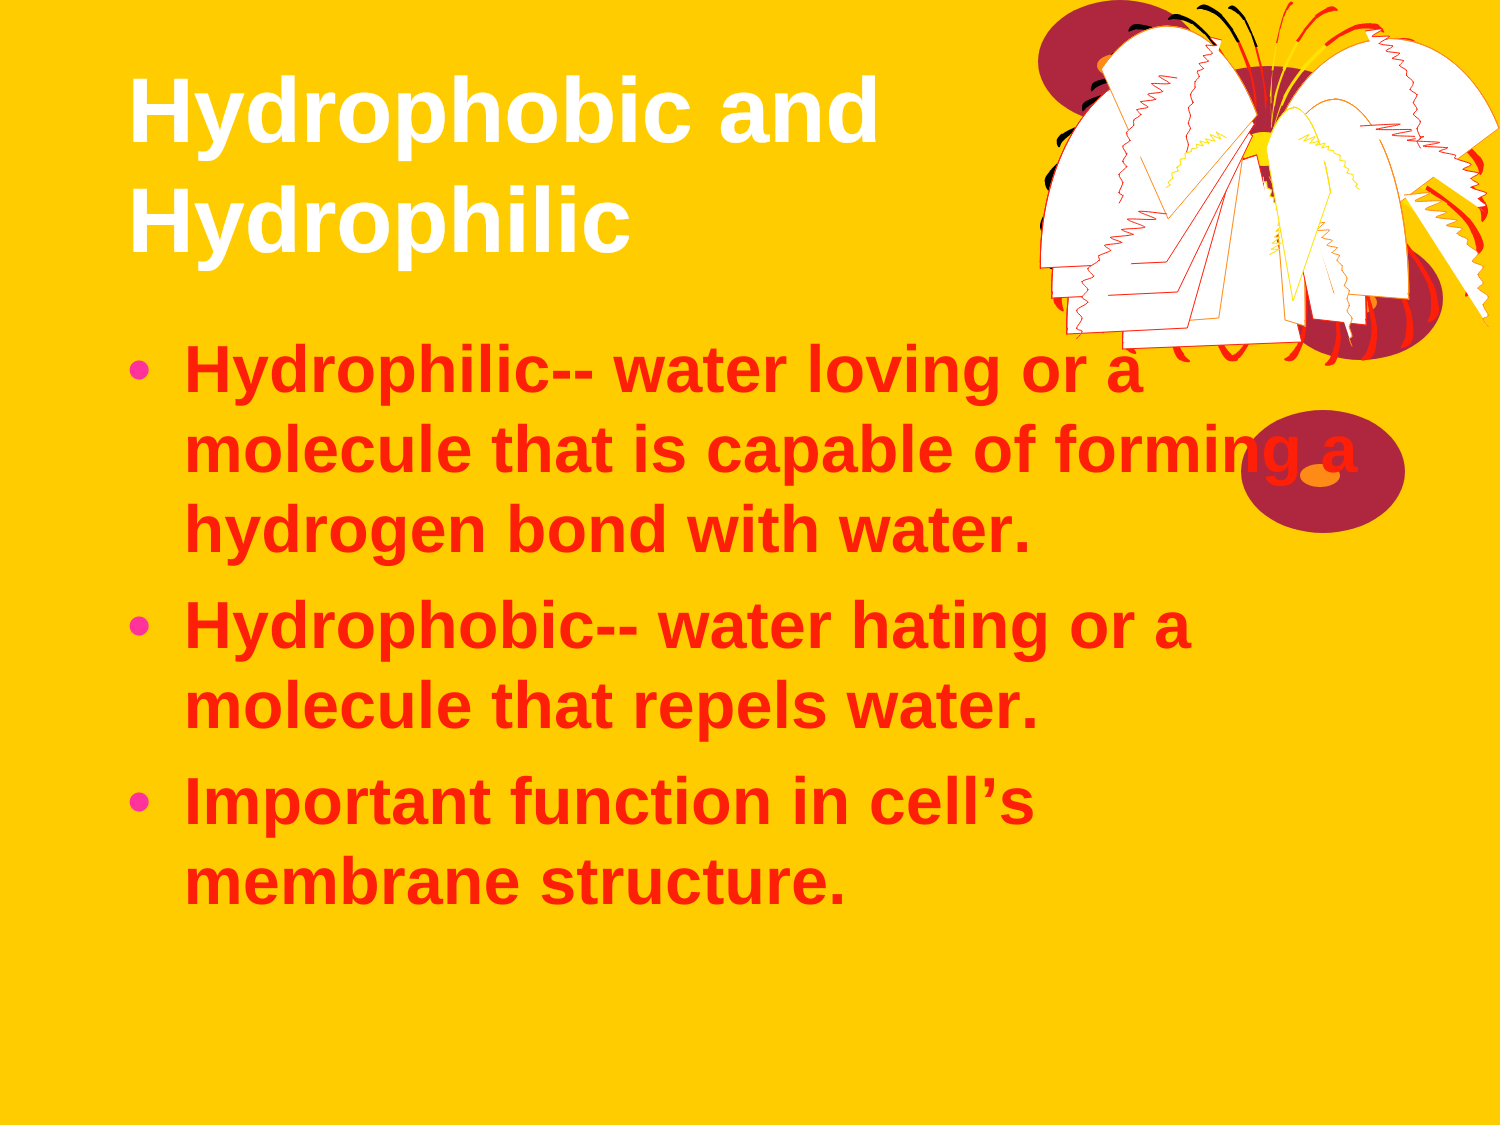 Hydrophobic and
Hydrophilic
• Hydrophilic-- water loving or a
molecule that is capable of forming a
hydrogen bond with water.
• Hydrophobic-- water hating or a
molecule that repels water.
• Important function in cell’s
membrane structure.